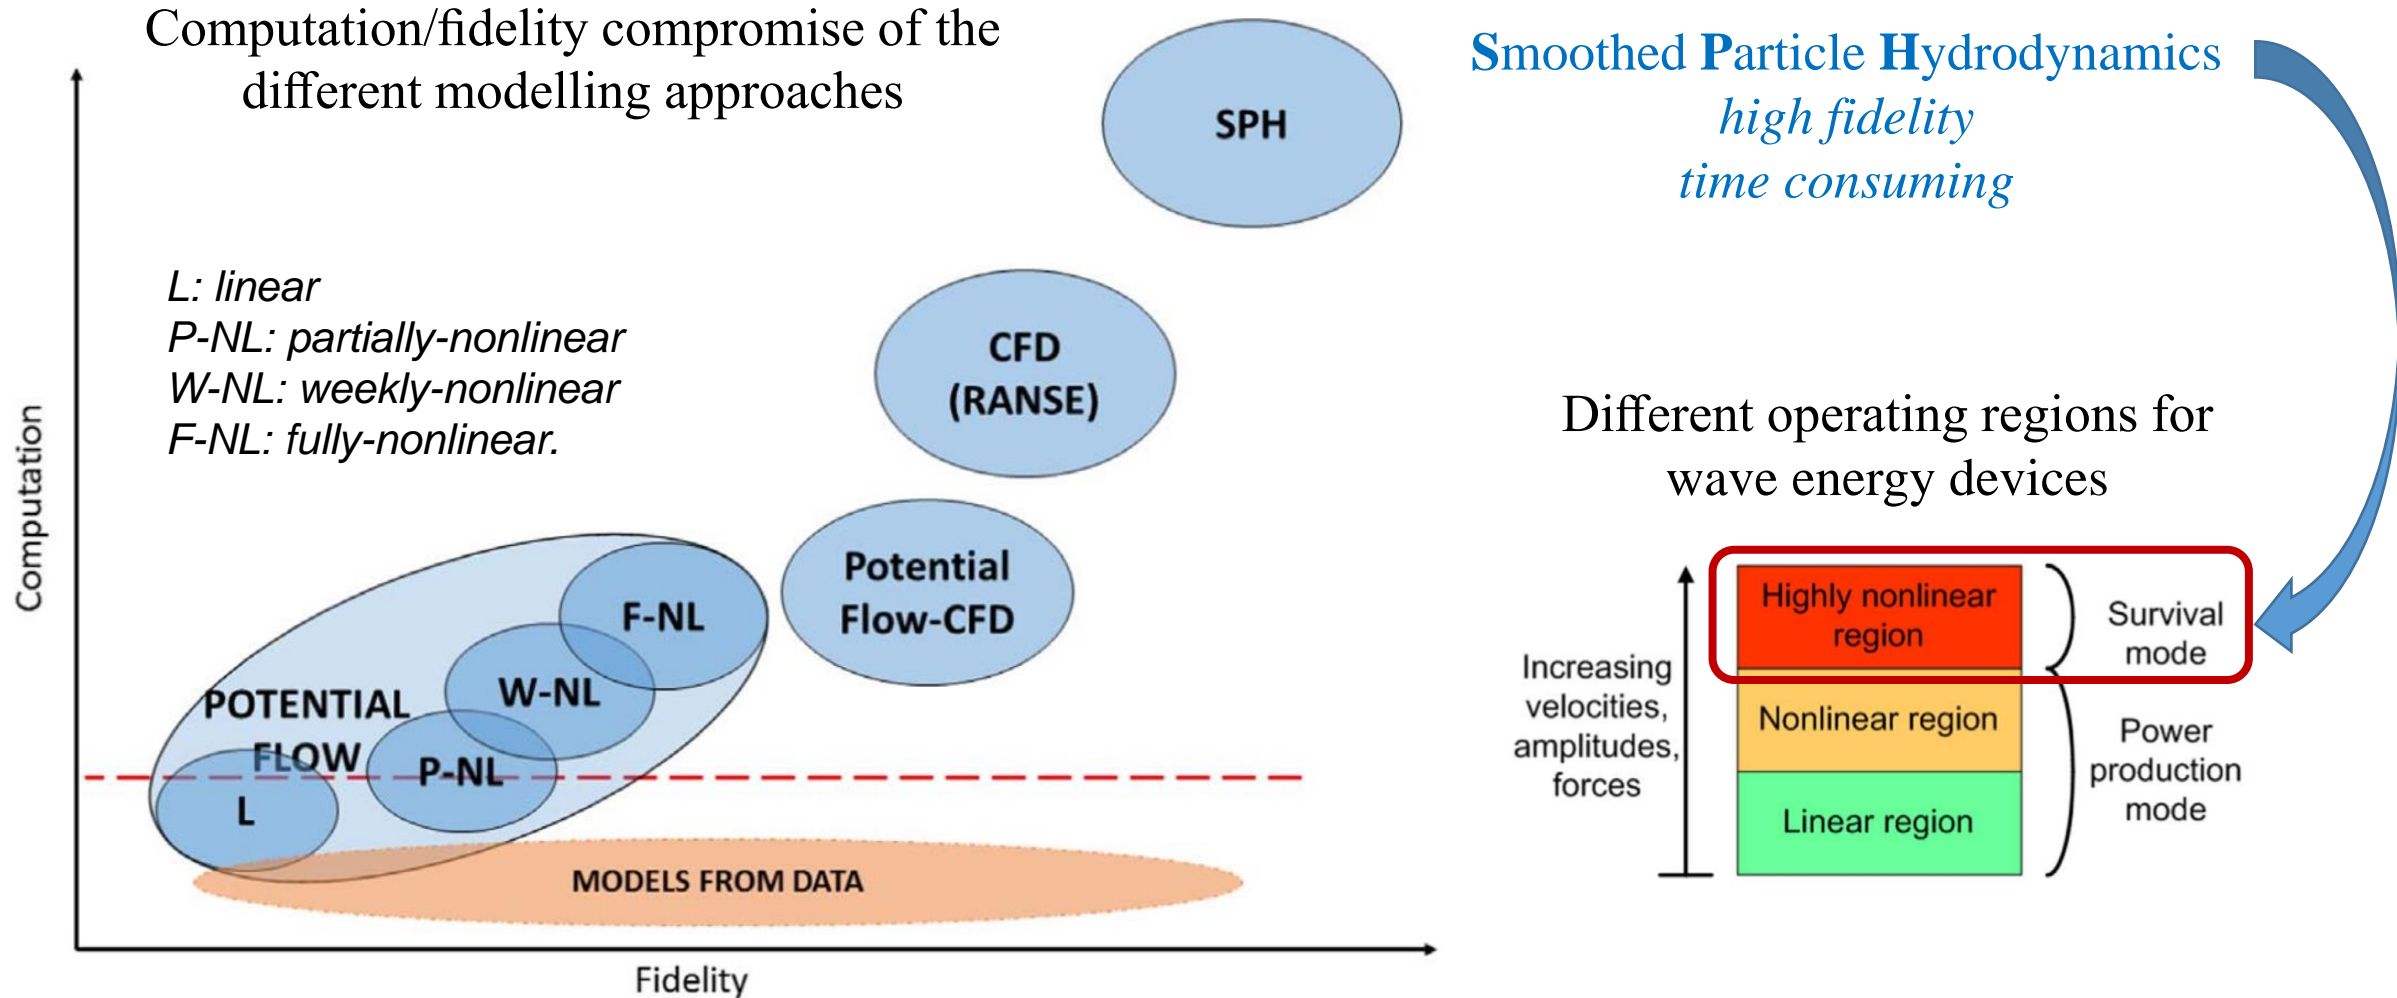 Computation/fidelity compromise of the
different modelling approaches
Smoothed Particle Hydrodynamics
high fidelity
time consuming
SPH
L: linear
P-NL: partially-nonlinear
W-NL: weekly-nonlinear
F-NL: fully-nonlinear.
CFD
(RANSE)
Potential
Flow-CFD
F-NL
W-NL
POTENTIAL
FLOW
P-NL
L
MODELS FROM DATA
Computation
Fidelity
Different operating regions for
wave energy devices
Highly nonlinear
region
Survival
mode
Increasing
velocities,
amplitudes,
forces
Nonlinear region
Power
production
mode
Linear region